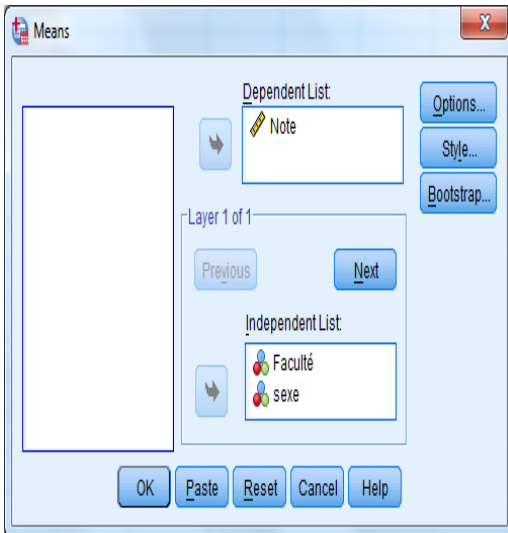 Means
Dependent List:
Note
Options...
Style...
Bootstrap...
Layer 1 of 1
Previous
Next
Independent List:
Faculté
sexe
OK
Paste
Reset
Cancel
Help